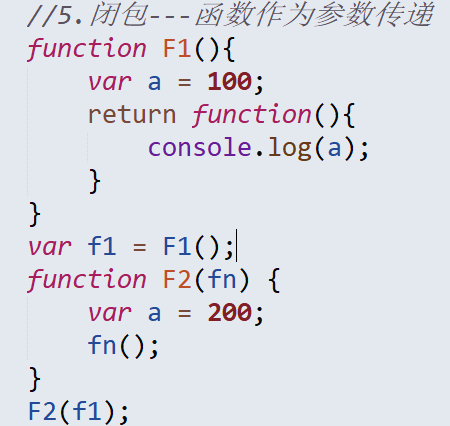 //5.闭包---函数作为参数传递
function F1(){
    var a = 100;
    return function(){
        console.log(a);
    }
}
var f1 = F1();
function F2(fn) {
    var a = 200;
    fn();
}
F2(f1);